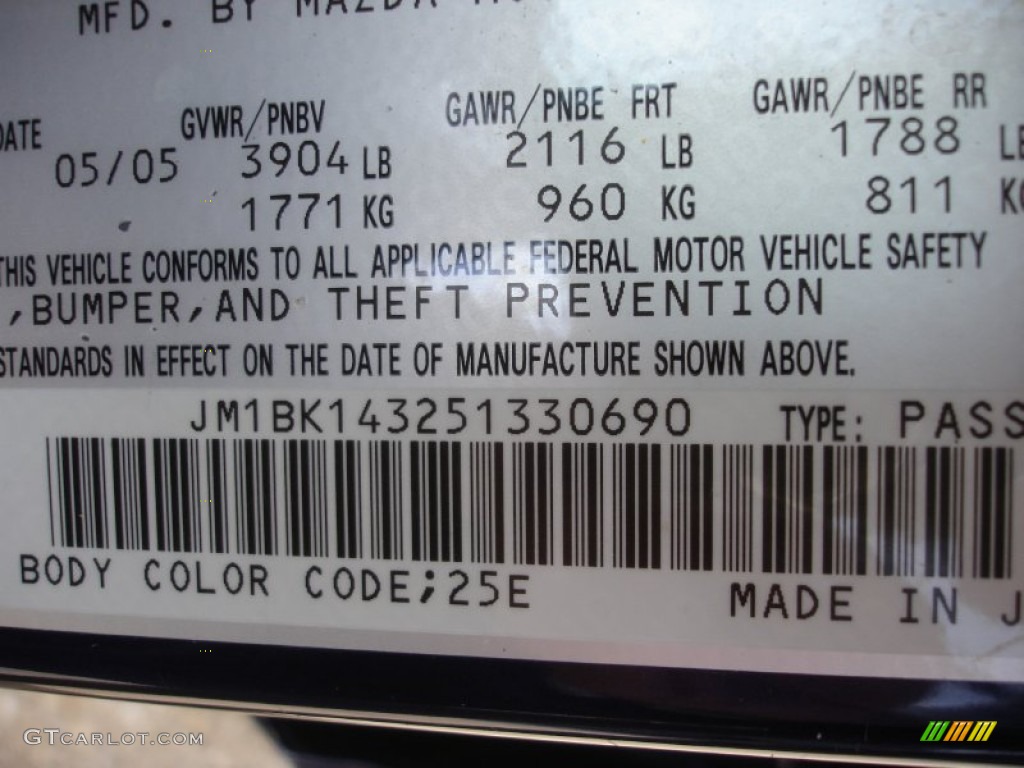 MFD. BY MAZDA
DATE GVWR/PNBV GAWR/PNBE FRT GAWR/PNBE RR
05/05 3904 LB 2116 LB 1788 LB
1771 KG 960 KG 811 KG
THIS VEHICLE CONFORMS TO ALL APPLICABLE FEDERAL MOTOR VEHICLE SAFETY
,BUMPER,AND THEFT PREVENTION
STANDARDS IN EFFECT ON THE DATE OF MANUFACTURE SHOWN ABOVE.
JM1BK143251330690 TYPE: PASS
BODY COLOR CODE;25E MADE IN J
GTCARLOT.COM